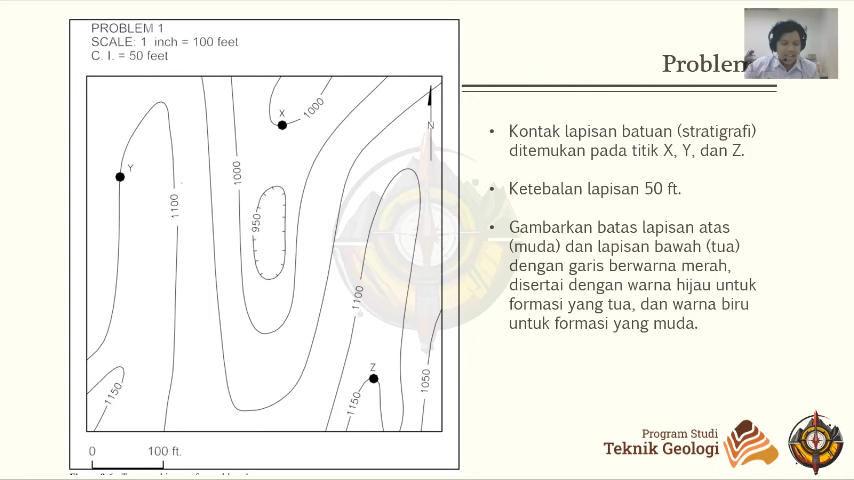 PROBLEM 1
SCALE: 1 inch = 100 feet
C. I. = 50 feet
X
1000
N
Y
1000
1100
950
1100
Z
1050
1150
1150
0 100 ft.
Problem
• Kontak lapisan batuan (stratigrafi)
ditemukan pada titik X, Y, dan Z.
• Ketebalan lapisan 50 ft.
• Gambarkan batas lapisan atas
(muda) dan lapisan bawah (tua)
dengan garis berwarna merah,
disertai dengan warna hijau untuk
formasi yang tua, dan warna biru
untuk formasi yang muda.
Program Studi
Teknik Geologi